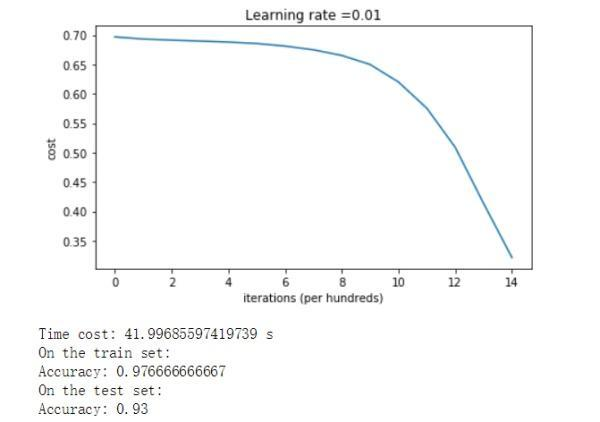 Learning rate =0.01
0.70
0.65
0.60
0.55
0.50
0.45
0.40
0.35
cost
0 2 4 6 8 10 12 14
iterations (per hundreds)
Time cost: 41.99685597419739 s
On the train set:
Accuracy: 0.976666666667
On the test set:
Accuracy: 0.93